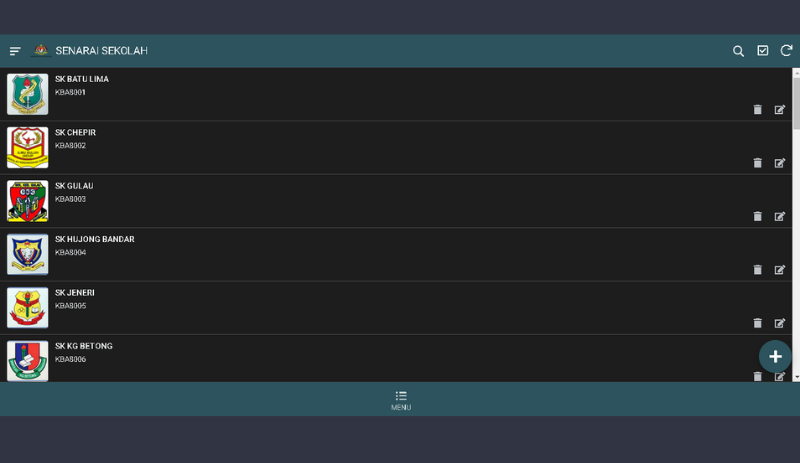 SENARAI SEKOLAH
SK BATU LIMA
KBA8001
SK CHEPIR
KBA8002
SK GULAU
KBA8003
SK HUJONG BANDAR
KBA8004
SK JENERI
KBA8005
SK KG BETONG
KBA8006
MENU